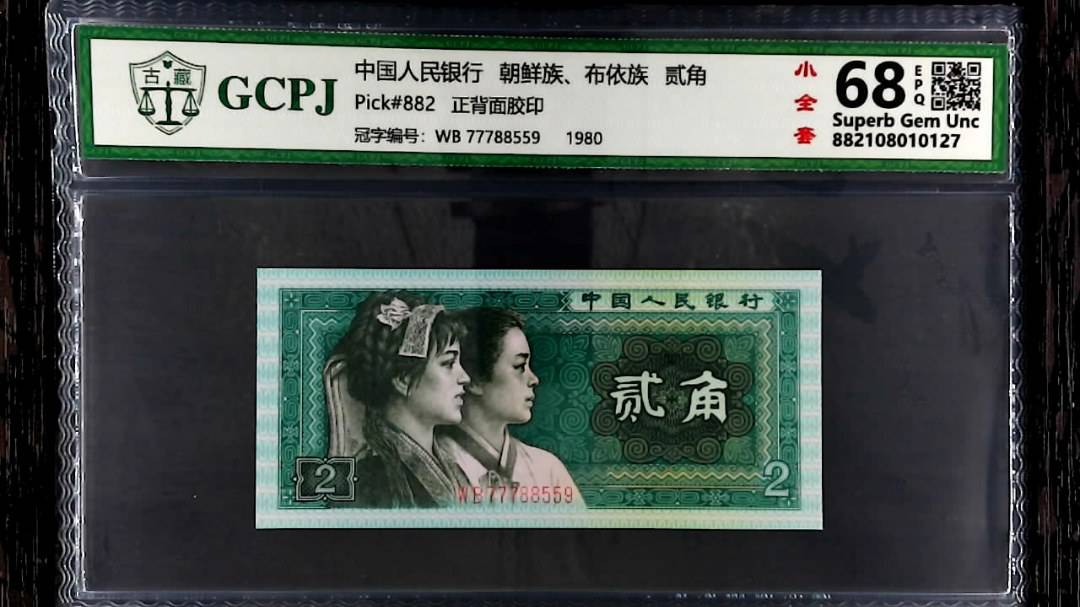 古藏
GCPJ
中国人民银行 朝鲜族、布依族 贰角
Pick#882 正背面胶印
冠字编号: WB 77788559 1980
小全套
68
EPQ
Superb Gem Unc
882108010127
中国人民银行
贰角
2
2
WB77788559